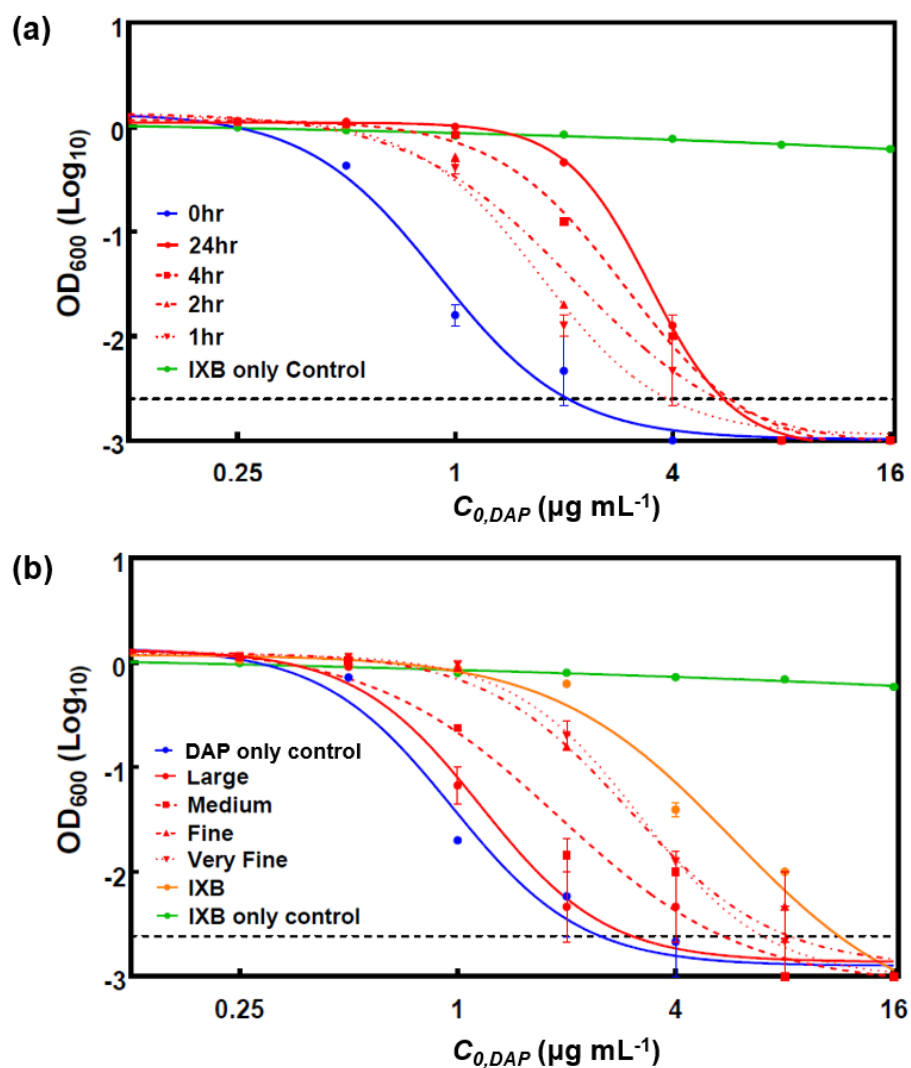 (a)
1
0
-1
-2
-3
OD600 (Log10)
0hr
24hr
4hr
2hr
1hr
IXB only Control
0.25 1 4 16
C0,DAP (µg mL-1)
(b)
1
0
-1
-2
-3
OD600 (Log10)
DAP only control
Large
Medium
Fine
Very Fine
IXB
IXB only control
0.25 1 4 16
C0,DAP (µg mL-1)